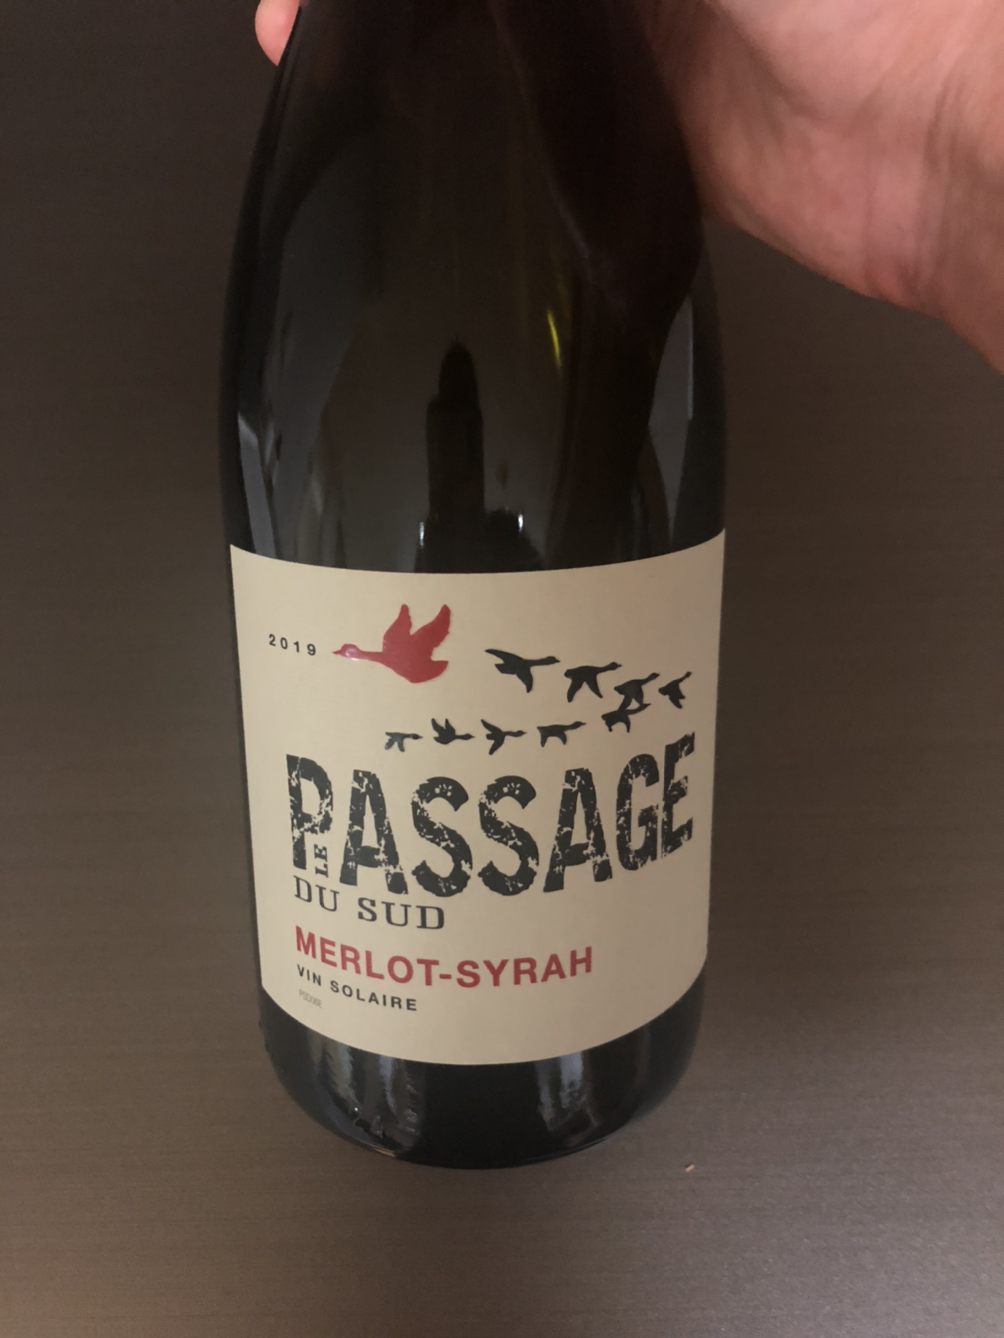 2019
LE PASSAGE
DU SUD
MERLOT-SYRAH
VIN SOLAIRE